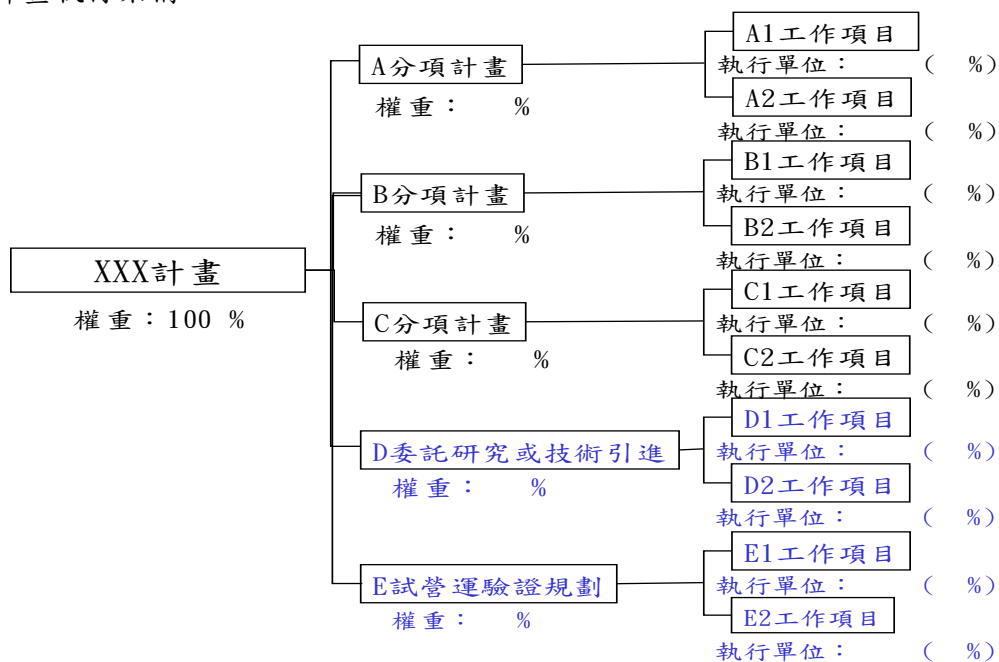 A1工作項目
A分項計畫
執行單位： （ %）
權重： %
A2工作項目
執行單位： （ %）
B1工作項目
B分項計畫
執行單位： （ %）
權重： %
B2工作項目
執行單位： （ %）
XXX計畫
權重：100 %
C1工作項目
C分項計畫
執行單位： （ %）
權重： %
C2工作項目
執行單位： （ %）
D1工作項目
D委託研究或技術引進
執行單位： （ %）
權重： %
D2工作項目
執行單位： （ %）
E1工作項目
E試營運驗證規劃
執行單位： （ %）
權重： %
E2工作項目
執行單位： （ %）